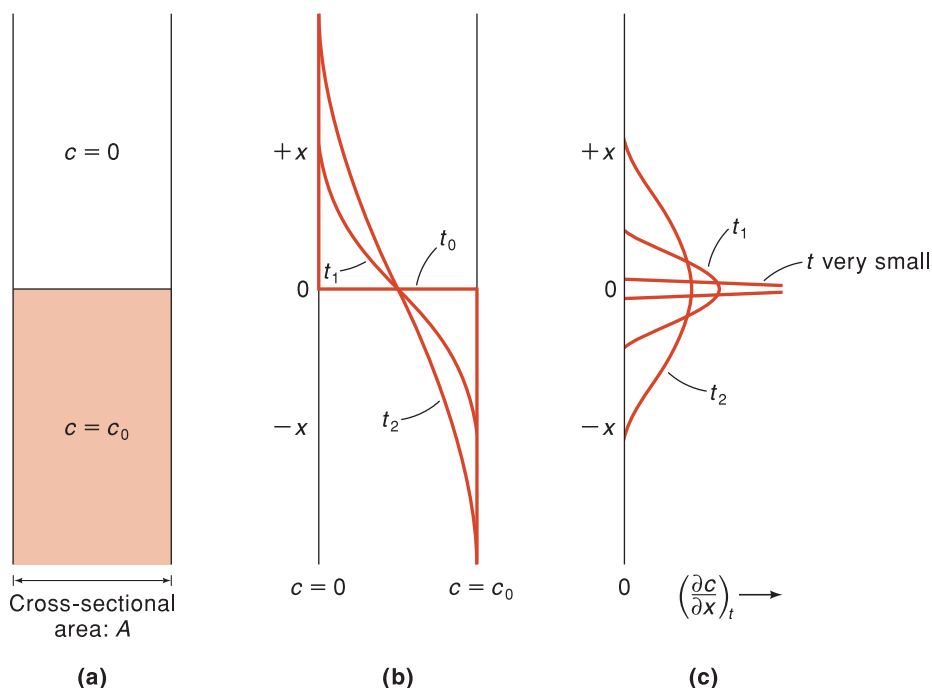 c = 0
c = c₀
Cross-sectional
area: A
(a)
+x
t₀
t₁
0
t₂
−x
c = 0
c = c₀
(b)
+x
t₁
t very small
0
t₂
−x
0
(∂c/∂x)ₜ
(c)